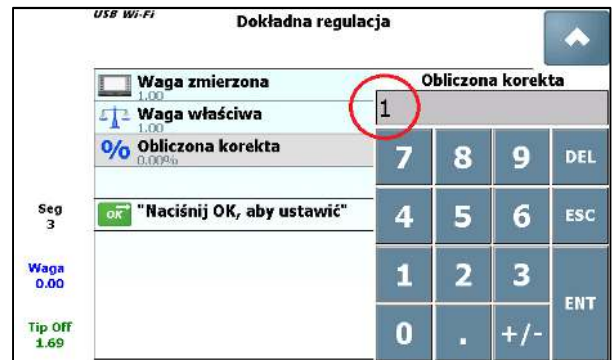 USB Wi-Fi
Dokładna regulacja
Waga zmierzona
1.00
Waga właściwa
1.00
% Obliczona korekta
0.00%
OK "Naciśnij OK, aby ustawić"
Seg
3
Waga
0.00
Tip Off
1.69
Obliczona korekta
1
7 8 9 DEL
4 5 6 ESC
1 2 3
ENT
0 . +/-